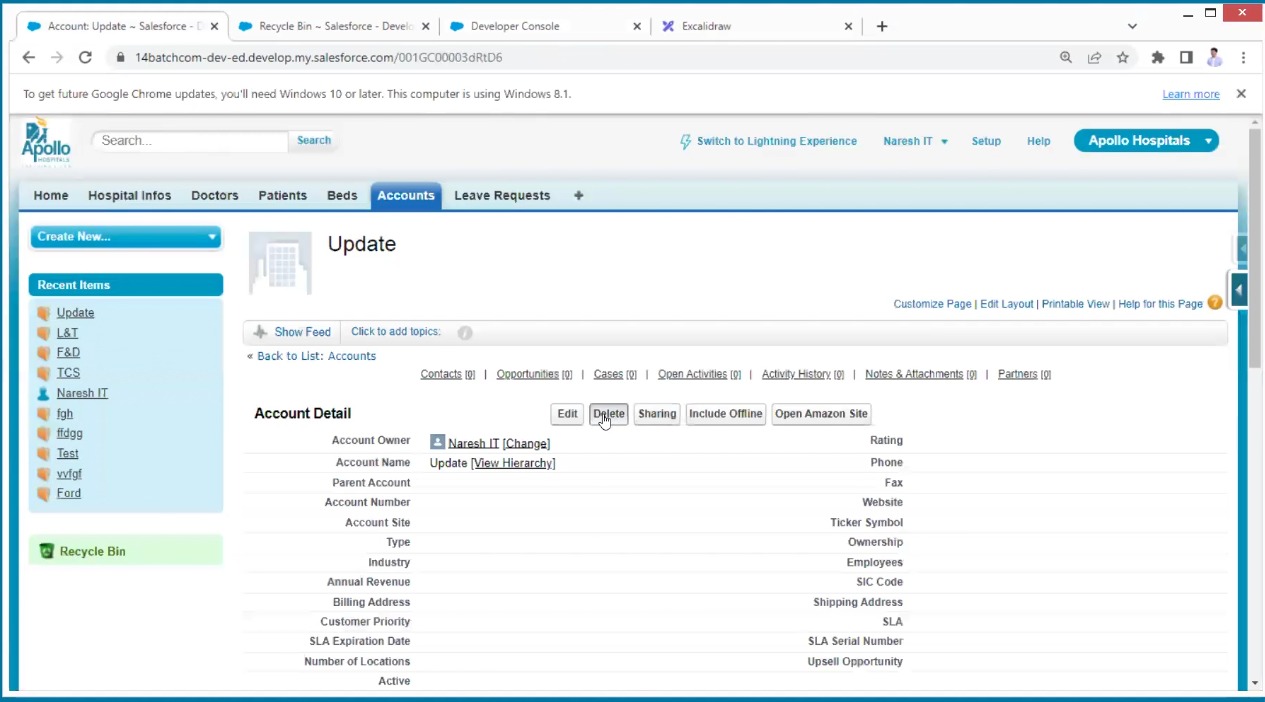 Account: Update ~ Salesforce - D
Recycle Bin ~ Salesforce - Develo
Developer Console
Excalidraw
14batchcom-dev-ed.develop.my.salesforce.com/001GC00003dRtD6
To get future Google Chrome updates, you'll need Windows 10 or later. This computer is using Windows 8.1.
Learn more
Apollo
HOSPITALS
Search...
Search
Switch to Lightning Experience
Naresh IT
Setup
Help
Apollo Hospitals
Home Hospital Infos Doctors Patients Beds Accounts Leave Requests +
Create New...
Recent Items
Update
L&T
F&D
TCS
Naresh IT
fgh
ffdgg
Test
vvfgf
Ford
Recycle Bin
Update
Customize Page | Edit Layout | Printable View | Help for this Page ?
Show Feed
Click to add topics:
« Back to List: Accounts
Contacts [0] | Opportunities [0] | Cases [0] | Open Activities [0] | Activity History [0] | Notes & Attachments [0] | Partners [0]
Account Detail
Edit Delete Sharing Include Offline Open Amazon Site
Account Owner Naresh IT [Change] Rating
Account Name Update [View Hierarchy] Phone
Parent Account Fax
Account Number Website
Account Site Ticker Symbol
Type Ownership
Industry Employees
Annual Revenue SIC Code
Billing Address Shipping Address
Customer Priority SLA
SLA Expiration Date SLA Serial Number
Number of Locations Upsell Opportunity
Active